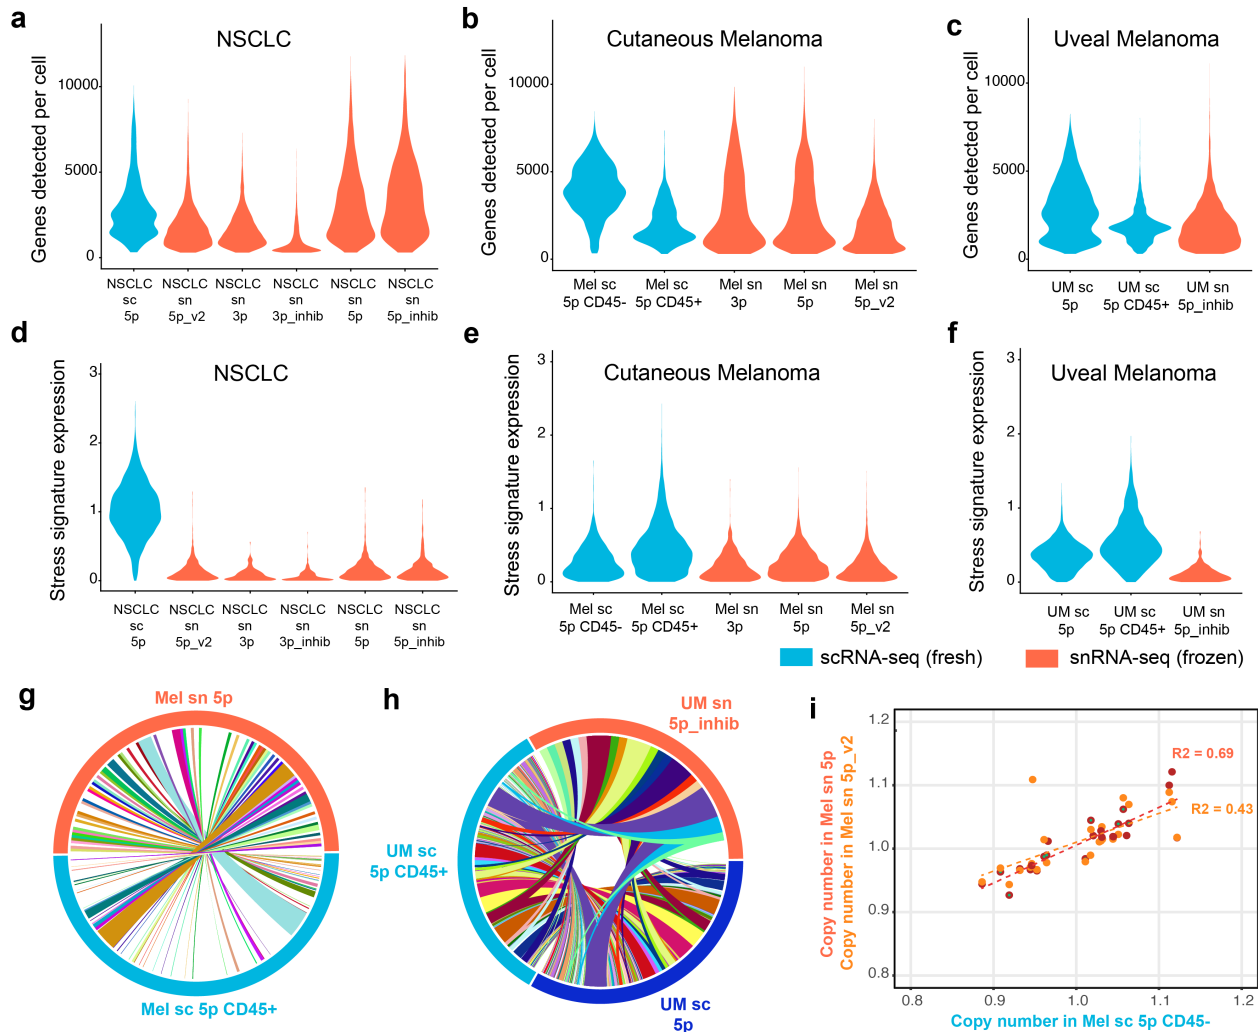 a
NSCLC
Genes detected per cell
10000
5000
0
NSCLC sc 5p
NSCLC sn 5p_v2
NSCLC sn 3p
NSCLC sn 3p_inhib
NSCLC sn 5p
NSCLC sn 5p_inhib
b
Cutaneous Melanoma
Genes detected per cell
10000
5000
0
Mel sc 5p CD45-
Mel sc 5p CD45+
Mel sn 3p
Mel sn 5p
Mel sn 5p_v2
c
Uveal Melanoma
Genes detected per cell
10000
5000
0
UM sc 5p
UM sc 5p CD45+
UM sn 5p_inhib
d
NSCLC
Stress signature expression
3
2
1
0
NSCLC sc 5p
NSCLC sn 5p_v2
NSCLC sn 3p
NSCLC sn 3p_inhib
NSCLC sn 5p
NSCLC sn 5p_inhib
e
Cutaneous Melanoma
Stress signature expression
3
2
1
0
Mel sc 5p CD45-
Mel sc 5p CD45+
Mel sn 3p
Mel sn 5p
Mel sn 5p_v2
f
Uveal Melanoma
Stress signature expression
3
2
1
0
UM sc 5p
UM sc 5p CD45+
UM sn 5p_inhib
scRNA-seq (fresh)
snRNA-seq (frozen)
g
Mel sn 5p
Mel sc 5p CD45+
h
UM sn
5p_inhib
UM sc
5p CD45+
UM sc
5p
i
Copy number in Mel sn 5p
Copy number in Mel sn 5p_v2
1.2
1.1
1.0
0.9
0.8
R2 = 0.69
R2 = 0.43
0.8 0.9 1.0 1.1 1.2
Copy number in Mel sc 5p CD45-